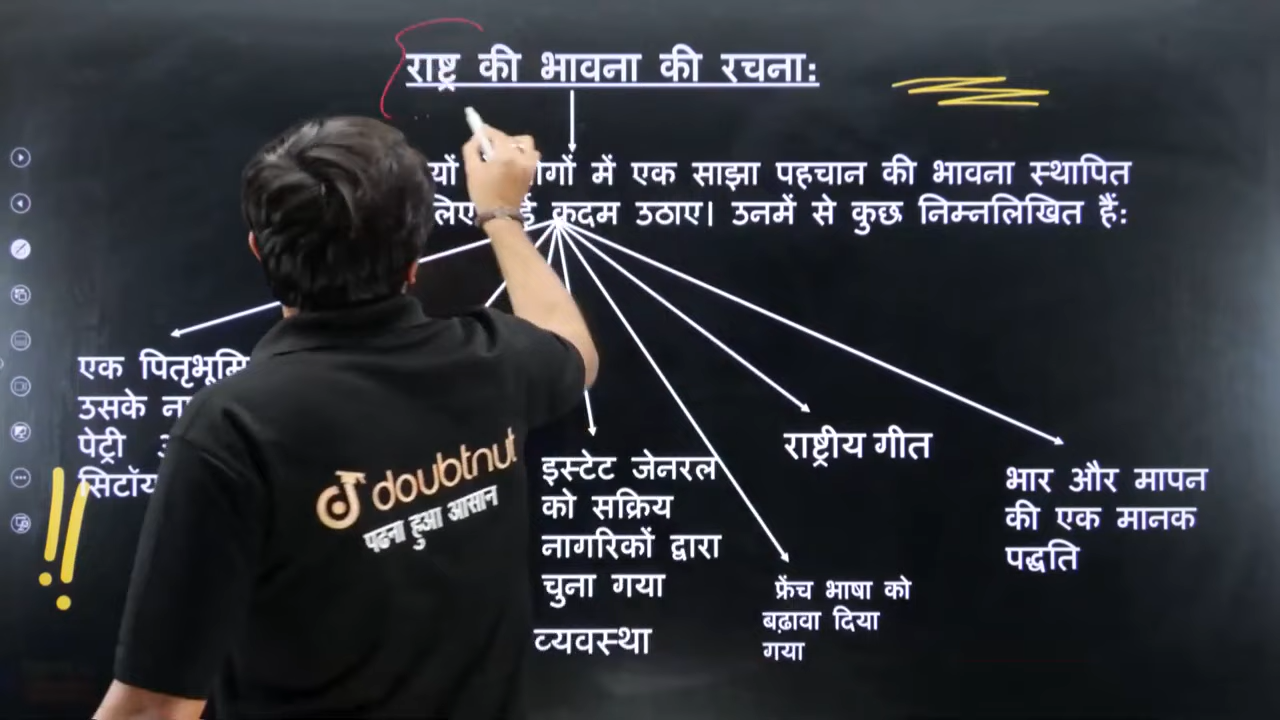 राष्ट्र की भावना की रचना:
में एक साझा पहचान की भावना स्थापित
कदम उठाए। उनमें से कुछ निम्नलिखित हैं:
एक पितृभूमि
उसके
पेट्री
इस्टेट जेनरल
को सक्रिय
नागरिकों द्वारा
चुना गया
व्यवस्था
फ्रेंच भाषा को
बढ़ावा दिया
गया
राष्ट्रीय गीत
भार और मापन
की एक मानक
पद्धति
doubtnut
पढना हुआ आसान